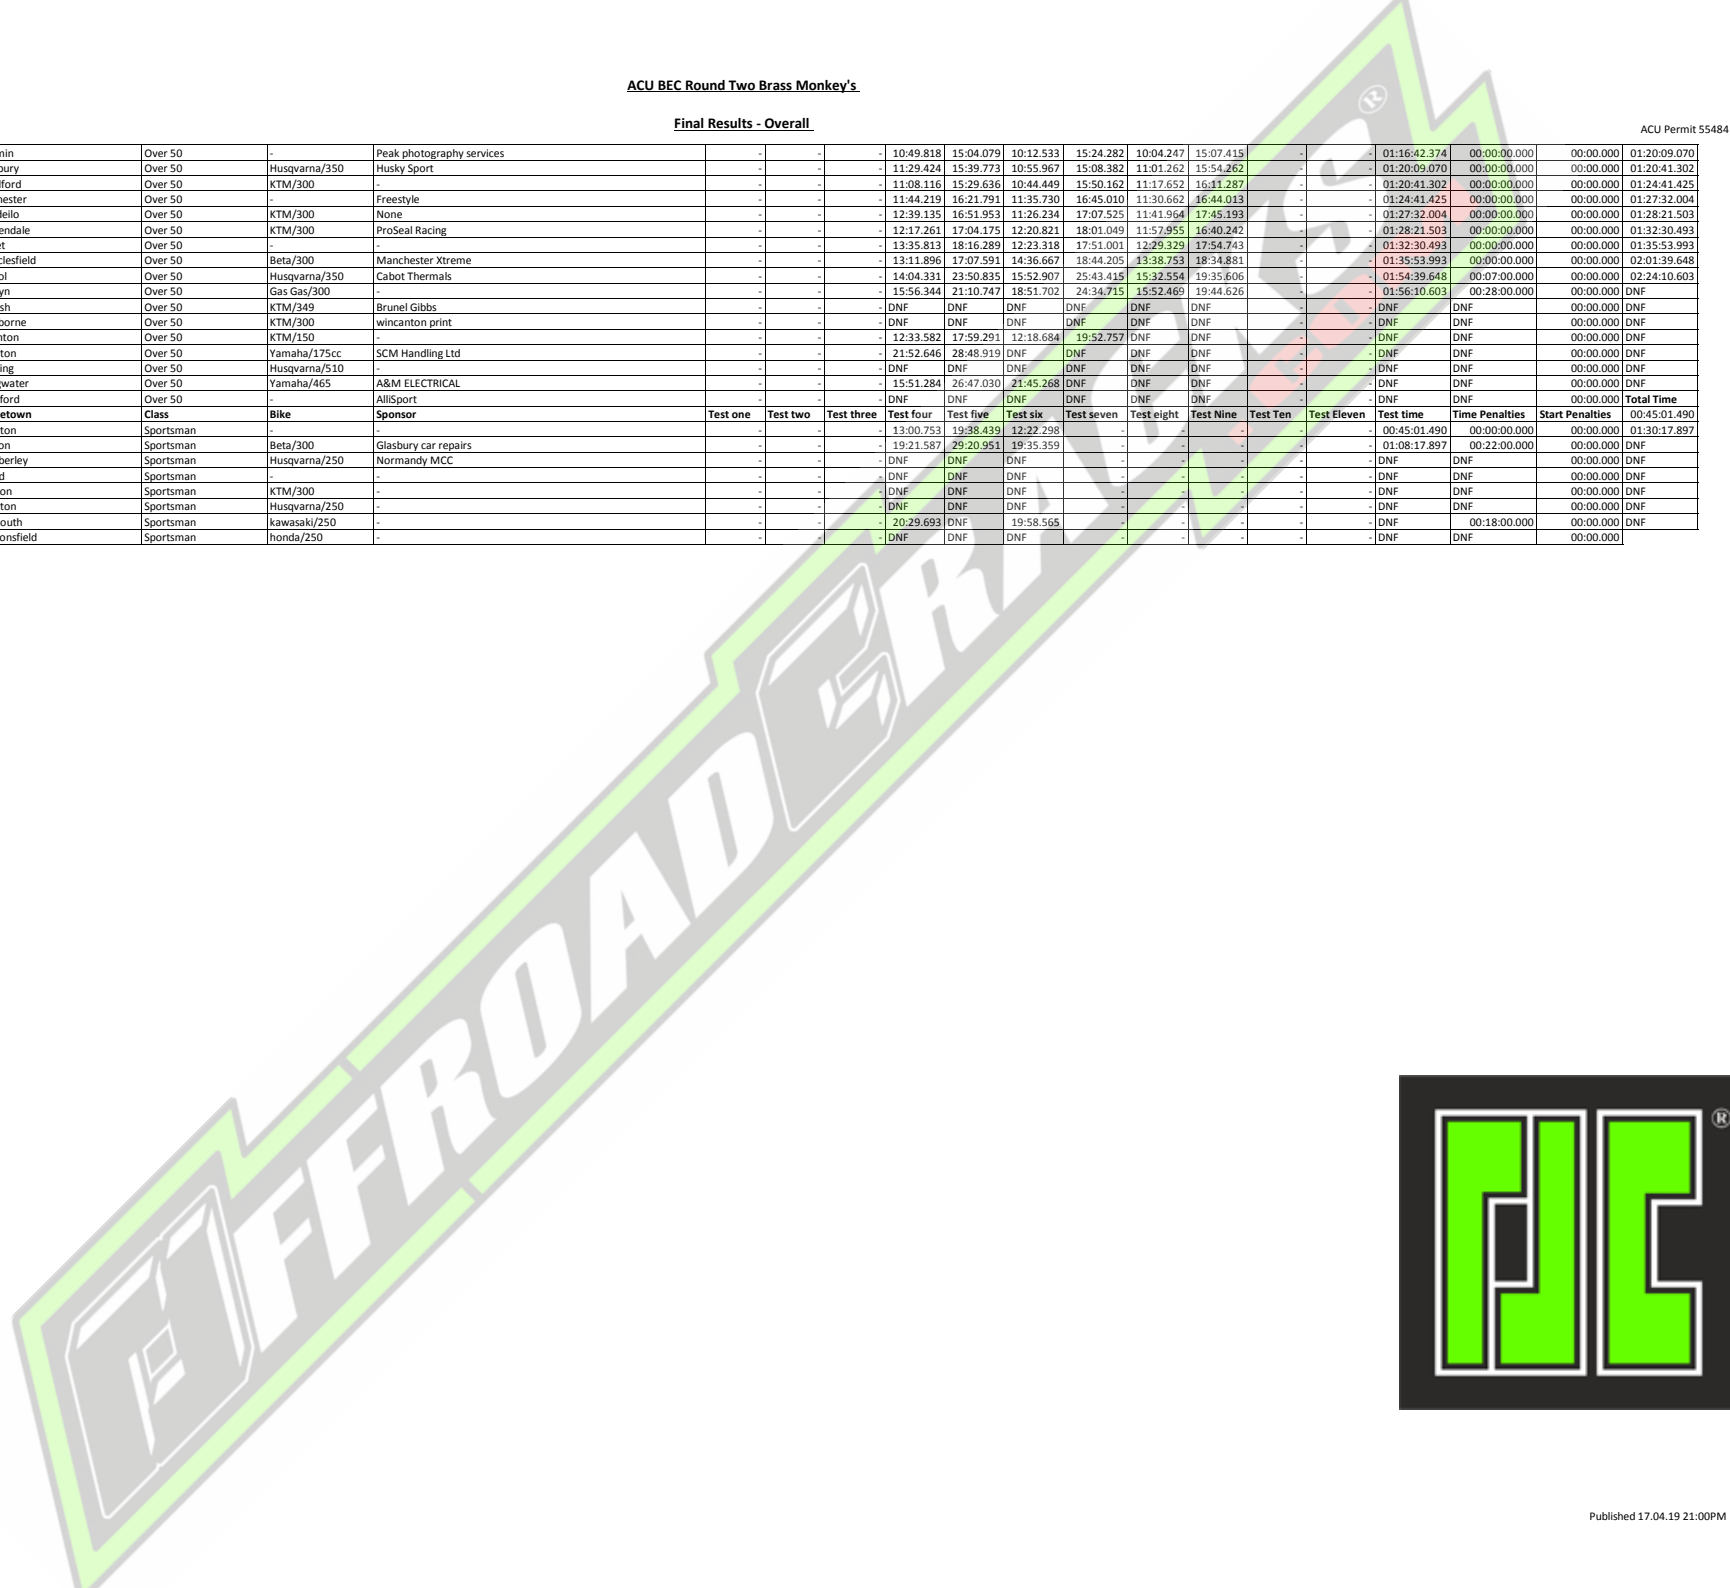 ACU BEC Round Two Brass Monkey's
Final Results - Overall
ACU Permit 55484
min Over 50 - Peak photography services - - - 10:49.818 15:04.079 10:12.533 15:24.282 10:04.247 15:07.415 - - 01:16:42.374 00:00:00.000 00:00.000 01:20:09.070
bury Over 50 Husqvarna/350 Husky Sport - - - 11:29.424 15:39.773 10:55.967 15:08.382 11:01.262 15:54.262 - - 01:20:09.070 00:00:00.000 00:00.000 01:20:41.302
lford Over 50 KTM/300 - - - - 11:08.116 15:29.636 10:44.449 15:50.162 11:17.652 16:11.287 - - 01:20:41.302 00:00:00.000 00:00.000 01:24:41.425
hester Over 50 - Freestyle - - - 11:44.219 16:21.791 11:35.730 16:45.010 11:30.662 16:44.013 - - 01:24:41.425 00:00:00.000 00:00.000 01:27:32.004
deilo Over 50 KTM/300 None - - - 12:39.135 16:51.953 11:26.234 17:07.525 11:41.964 17:45.193 - - 01:27:32.004 00:00:00.000 00:00.000 01:28:21.503
endale Over 50 KTM/300 ProSeal Racing - - - 12:17.261 17:04.175 12:20.821 18:01.049 11:57.955 16:40.242 - - 01:28:21.503 00:00:00.000 00:00.000 01:32:30.493
et Over 50 - - - - - 13:35.813 18:16.289 12:23.318 17:51.001 12:29.329 17:54.743 - - 01:32:30.493 00:00:00.000 00:00.000 01:35:53.993
clesfield Over 50 Beta/300 Manchester Xtreme - - - 13:11.896 17:07.591 14:36.667 18:44.205 13:38.753 18:34.881 - - 01:35:53.993 00:00:00.000 00:00.000 02:01:39.648
ol Over 50 Husqvarna/350 Cabot Thermals - - - 14:04.331 23:50.835 15:52.907 25:43.415 15:32.554 19:35.606 - - 01:54:39.648 00:07:00.000 00:00.000 02:24:10.603
yn Over 50 Gas Gas/300 - - - - 15:56.344 21:10.747 18:51.702 24:34.715 15:52.469 19:44.626 - - 01:56:10.603 00:28:00.000 00:00.000 DNF
sh Over 50 KTM/349 Brunel Gibbs - - - DNF DNF DNF DNF DNF DNF - - DNF DNF 00:00.000 DNF
borne Over 50 KTM/300 wincanton print - - - DNF DNF DNF DNF DNF DNF - - DNF DNF 00:00.000 DNF
nton Over 50 KTM/150 - - - - 12:33.582 17:59.291 12:18.684 19:52.757 DNF DNF - - DNF DNF 00:00.000 DNF
ton Over 50 Yamaha/175cc SCM Handling Ltd - - - 21:52.646 28:48.919 DNF DNF DNF DNF - - DNF DNF 00:00.000 DNF
ing Over 50 Husqvarna/510 - - - - DNF DNF DNF DNF DNF DNF - - DNF DNF 00:00.000 DNF
gwater Over 50 Yamaha/465 A&M ELECTRICAL - - - 15:51.284 26:47.030 21:45.268 DNF DNF DNF - - DNF DNF 00:00.000 DNF
ford Over 50 - AlliSport - - - DNF DNF DNF DNF DNF DNF - - DNF DNF 00:00.000 Total Time
etown Class Bike Sponsor Test one Test two Test three Test four Test five Test six Test seven Test eight Test Nine Test Ten Test Eleven Test time Time Penalties Start Penalties 00:45:01.490
ton Sportsman - - - - - 13:00.753 19:38.439 12:22.298 - - - - - 00:45:01.490 00:00:00.000 00:00.000 01:30:17.897
on Sportsman Beta/300 Glasbury car repairs - - - 19:21.587 29:20.951 19:35.359 - - - - - 01:08:17.897 00:22:00.000 00:00.000 DNF
berley Sportsman Husqvarna/250 Normandy MCC - - - DNF DNF DNF - - - - - DNF DNF 00:00.000 DNF
d Sportsman - - - - - DNF DNF DNF - - - - - DNF DNF 00:00.000 DNF
on Sportsman KTM/300 - - - - DNF DNF DNF - - - - - DNF DNF 00:00.000 DNF
ton Sportsman Husqvarna/250 - - - - DNF DNF DNF - - - - - DNF DNF 00:00.000 DNF
outh Sportsman kawasaki/250 - - - - 20:29.693 DNF 19:58.565 - - - - - DNF 00:18:00.000 00:00.000 DNF
onsfield Sportsman honda/250 - - - - DNF DNF DNF - - - - - DNF DNF 00:00.000
OFFROADCRACKS.COM ®
®
Published 17.04.19 21:00PM